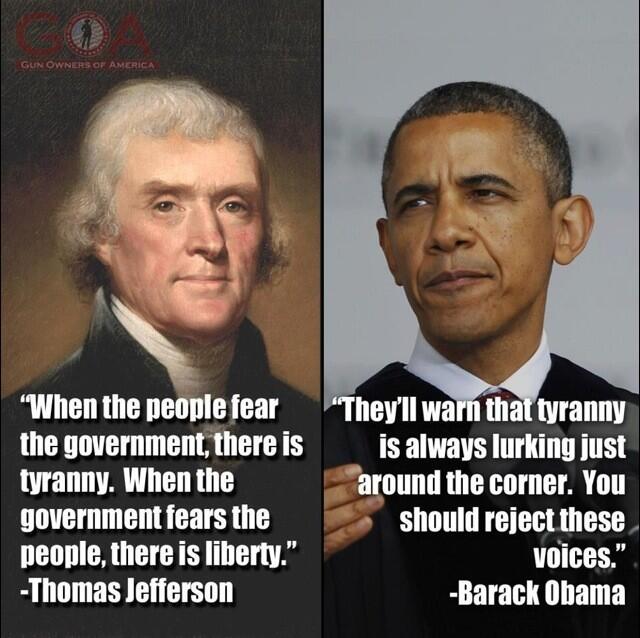 GOA
GUN OWNERS OF AMERICA
“When the people fear
the government, there is
tyranny. When the
government fears the
people, there is liberty.”
-Thomas Jefferson
“They’ll warn that tyranny
is always lurking just
around the corner. You
should reject these
voices.”
-Barack Obama